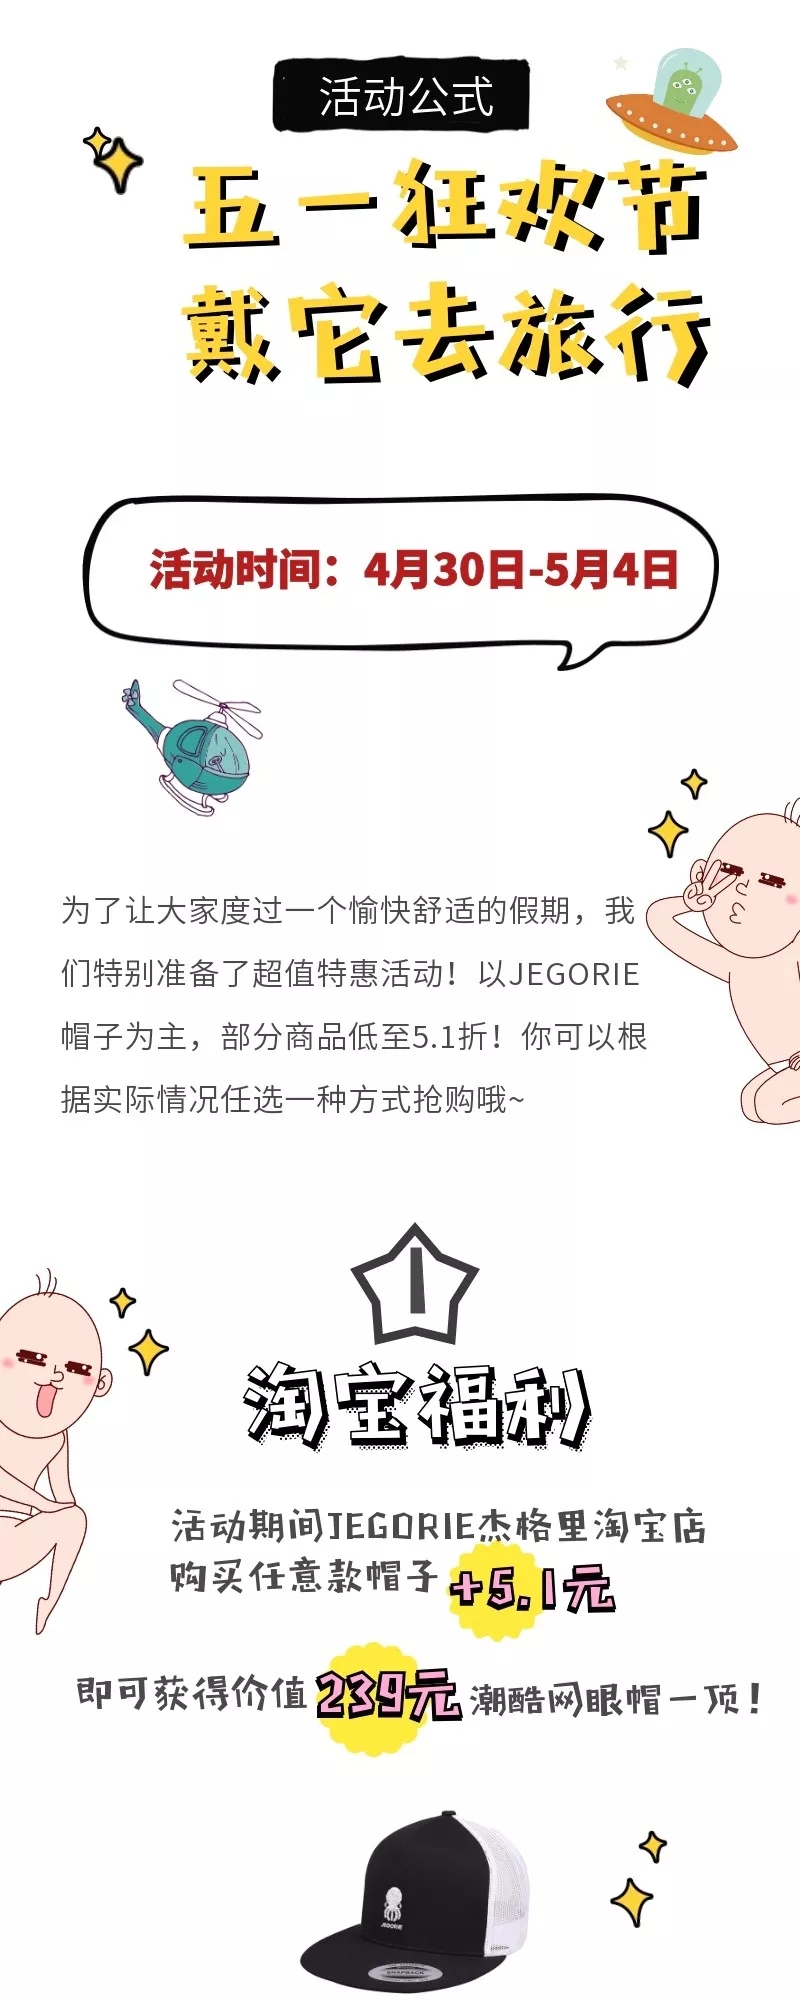 活动公式
五一狂欢节
戴它去旅行
活动时间：4月30日-5月4日
为了让大家度过一个愉快舒适的假期，我
们特别准备了超值特惠活动！以JEGORIE
帽子为主，部分商品低至5.1折！你可以根
据实际情况任选一种方式抢购哦~
1
淘宝福利
活动期间JEGORIE杰格里淘宝店
购买任意款帽子+5.1元
即可获得价值239元潮酷网眼帽一顶！
JEGORIE
SNAPBACK